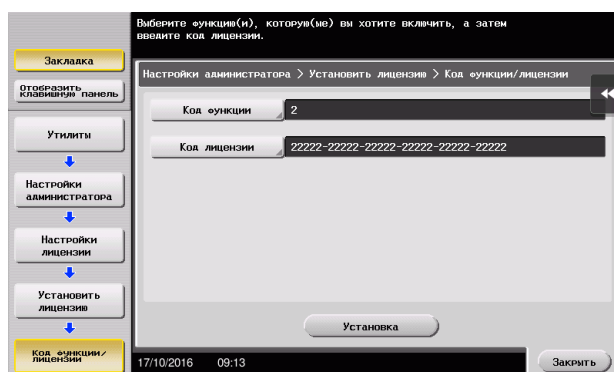 Выберите функцию(и), которую(ые) вы хотите включить, а затем
введите код лицензии.
Закладка
Отобразить
клавишную панель
Утилиты
Настройки
администратора
Настройки
лицензии
Установить
лицензию
Код функции/
лицензии
Настройки администратора > Установить лицензию > Код функции/лицензии
Код функции 2
Код лицензии 22222-22222-22222-22222-22222-22222
Установка
17/10/2016 09:13
Закрыть